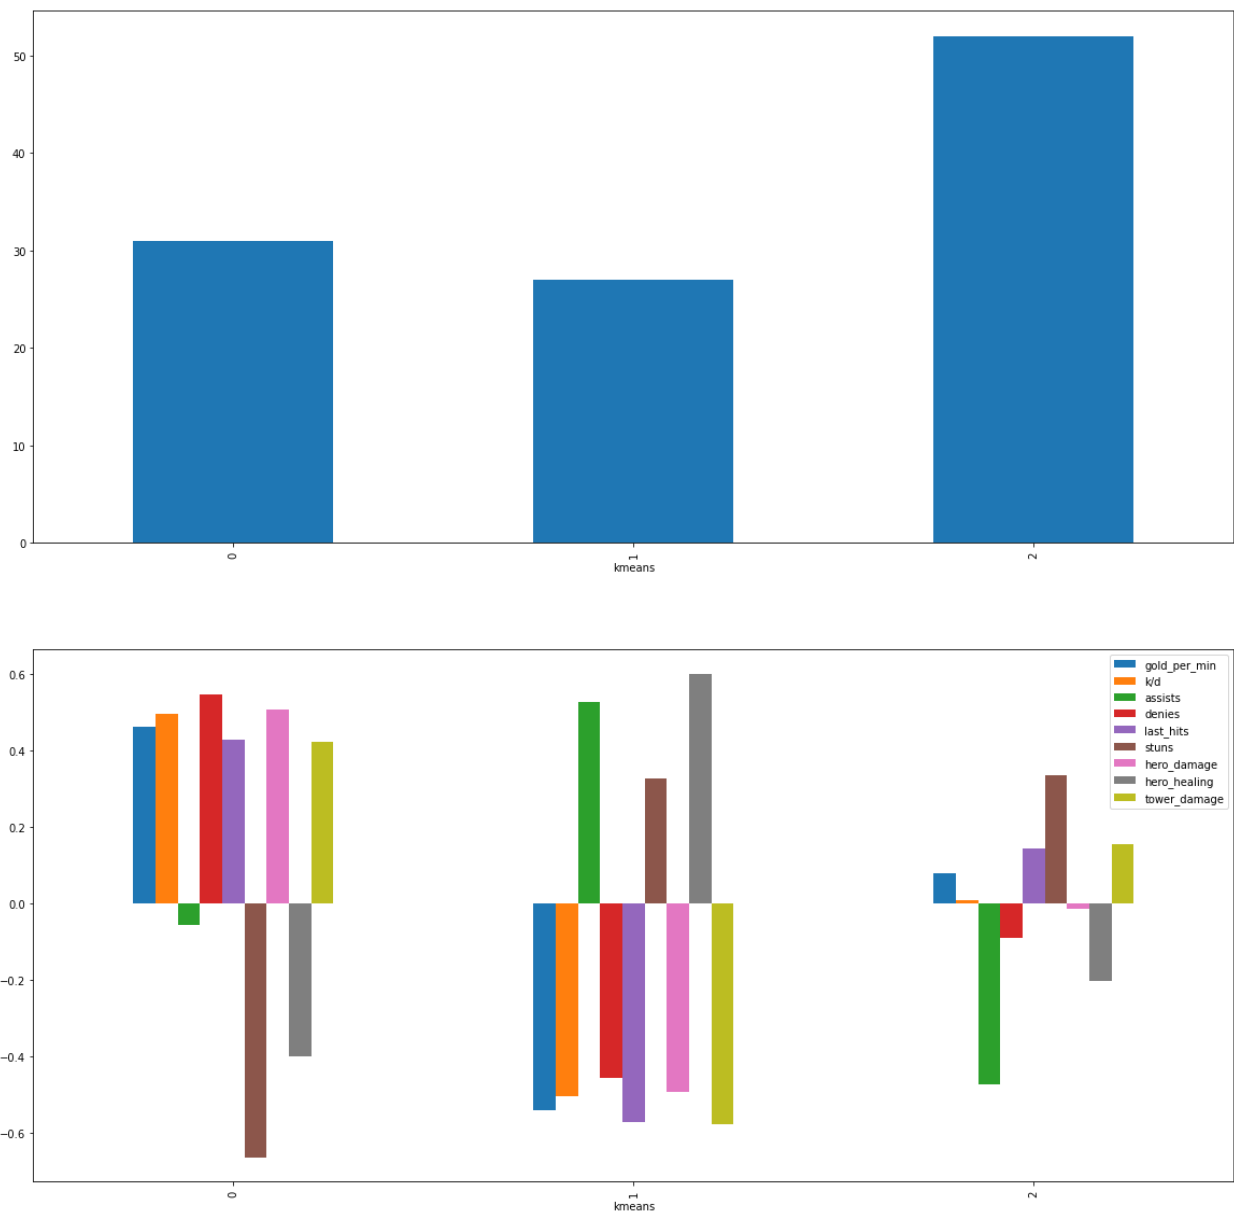 50
40
30
20
10
0
0
1
2
kmeans
gold_per_min
k/d
assists
denies
last_hits
stuns
hero_damage
hero_healing
tower_damage
0.6
0.4
0.2
0.0
−0.2
−0.4
−0.6
0
1
2
kmeans